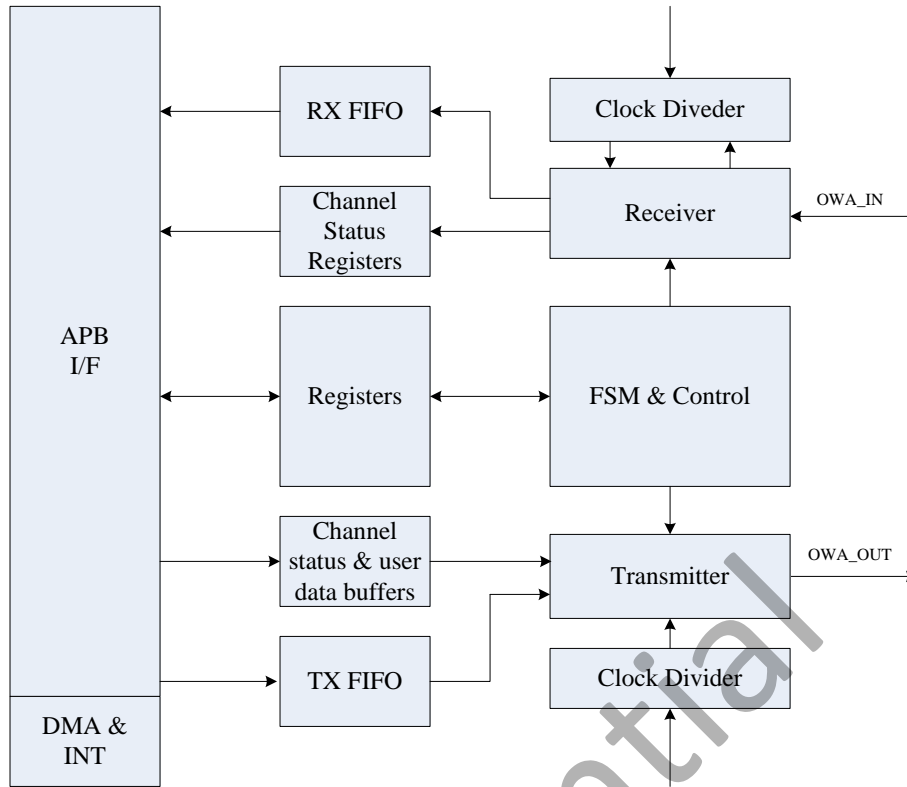 RX FIFO
Clock Diveder
Channel
Status
Registers
Receiver
OWA_IN
APB
I/F
Registers
FSM & Control
Channel
status & user
data buffers
Transmitter
OWA_OUT
TX FIFO
Clock Divider
DMA &
INT
ntial